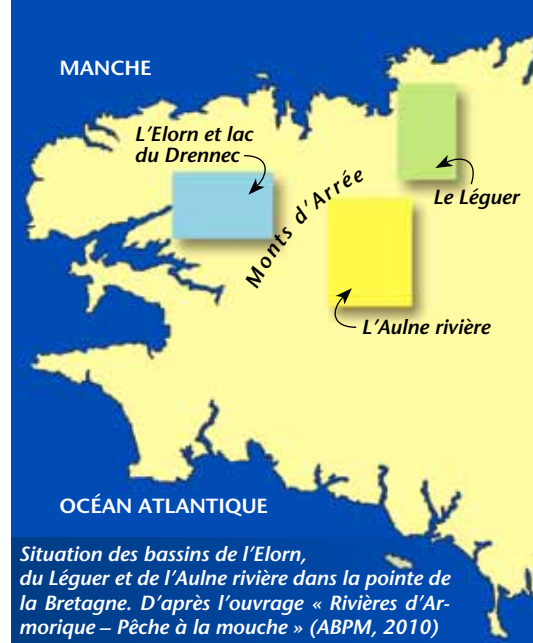 MANCHE
L'Elorn et lac
du Drennec
Monts d'Arrée
Le Léguer
L'Aulne rivière
OCÉAN ATLANTIQUE
Situation des bassins de l'Elorn,
du Léguer et de l'Aulne rivière dans la pointe de
la Bretagne. D'après l'ouvrage « Rivières d'Ar-
morique – Pêche à la mouche » (ABPM, 2010)